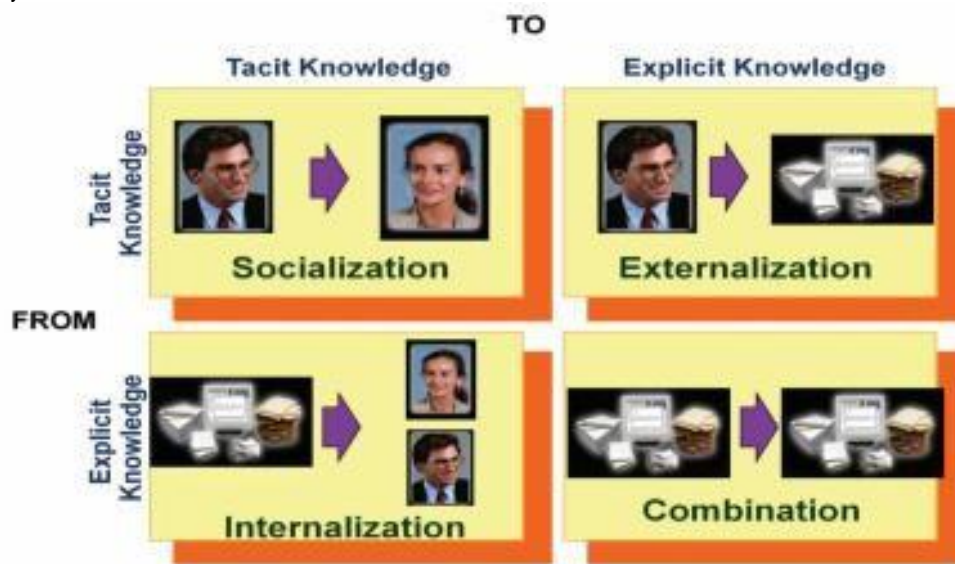 TO
Tacit Knowledge
Explicit Knowledge
Tacit
Knowledge
Socialization
Externalization
FROM
Explicit
Knowledge
Internalization
Combination